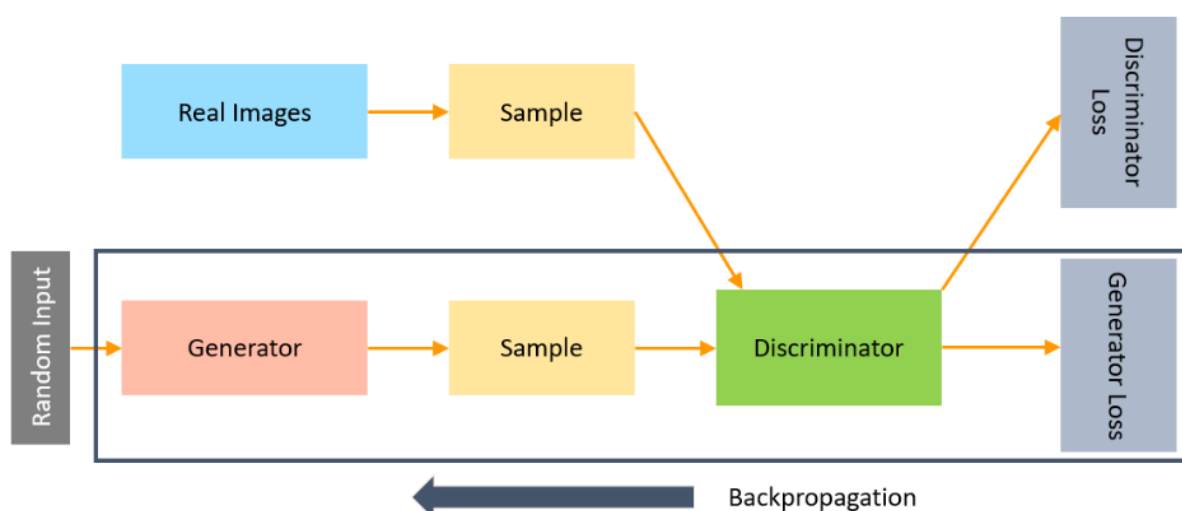 Real Images
Sample
Discriminator
Loss
Random Input
Generator
Sample
Discriminator
Generator Loss
Backpropagation